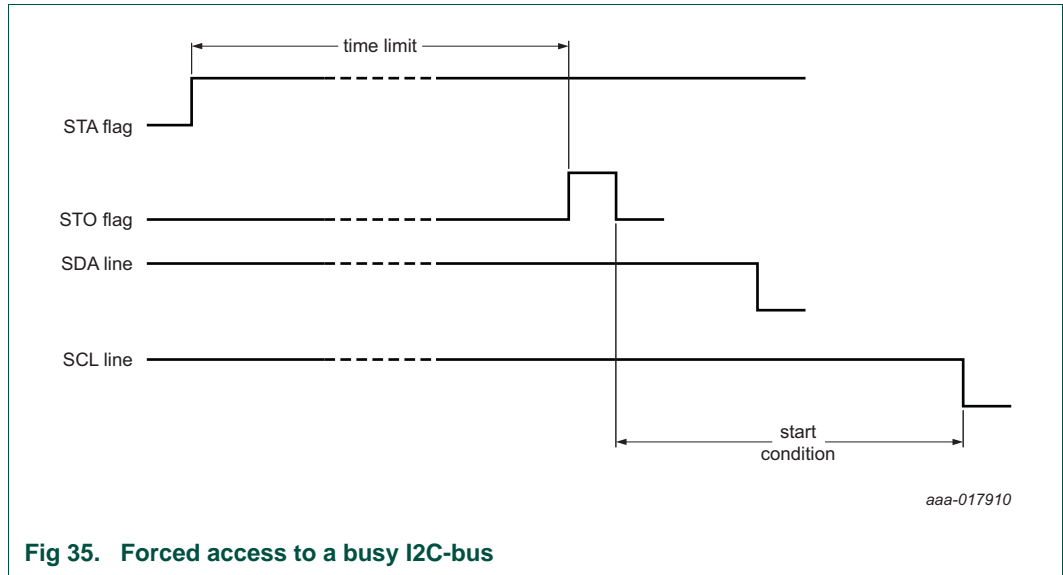 time limit
STA flag
STO flag
SDA line
SCL line
start
condition
aaa-017910
Fig 35. Forced access to a busy I2C-bus